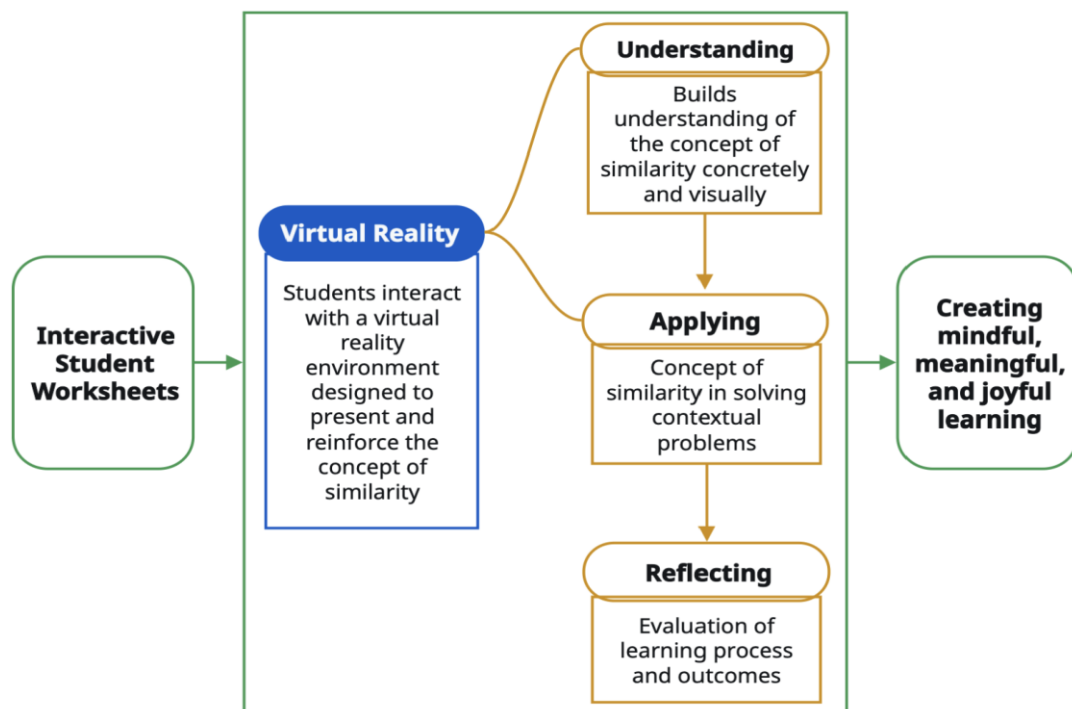 Interactive
Student
Worksheets
Virtual Reality
Students interact
with a virtual
reality
environment
designed to
present and
reinforce the
concept of
similarity
Understanding
Builds
understanding of
the concept of
similarity concretely
and visually
Applying
Concept of
similarity in solving
contextual
problems
Reflecting
Evaluation of
learning process
and outcomes
Creating
mindful,
meaningful,
and joyful
learning